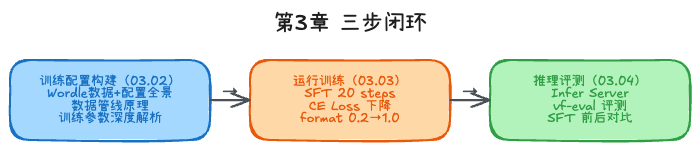 第3章 三步闭环
训练配置构建（03.02）
Wordle数据+配置全景
数据管线原理
训练参数深度解析
运行训练（03.03）
SFT 20 steps
CE Loss 下降
format 0.2→1.0
推理评测（03.04）
Infer Server
vf-eval 评测
SFT 前后对比